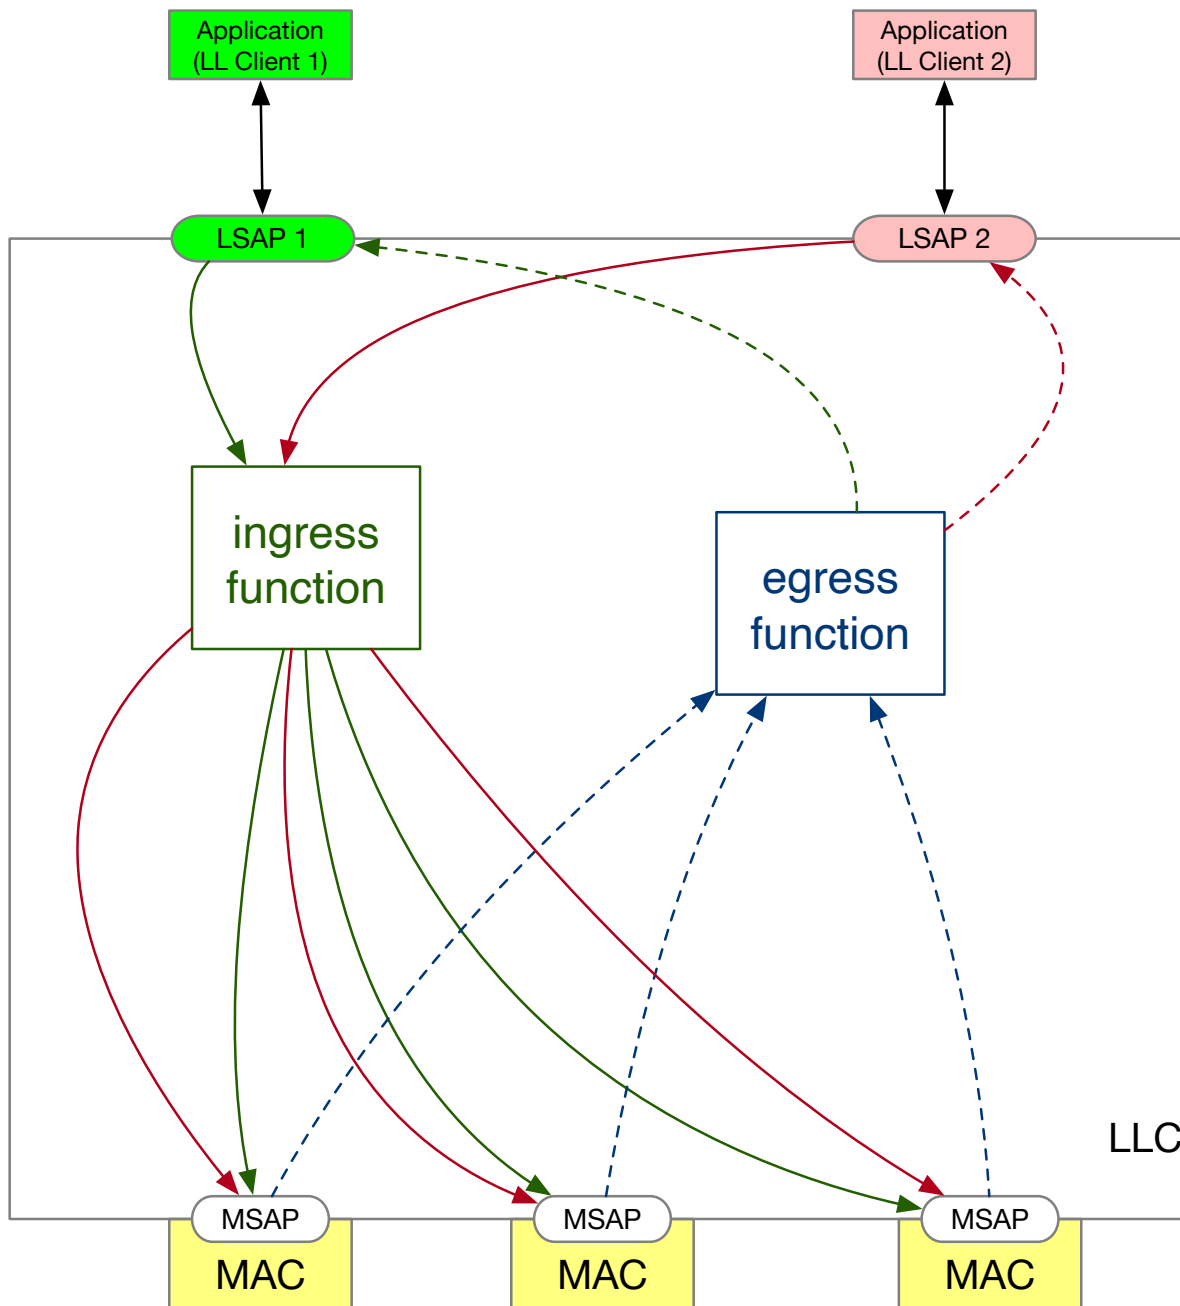 Application
(LL Client 1)
Application
(LL Client 2)
LSAP 1
LSAP 2
ingress
function
egress
function
LLC
MSAP
MSAP
MSAP
MAC
MAC
MAC